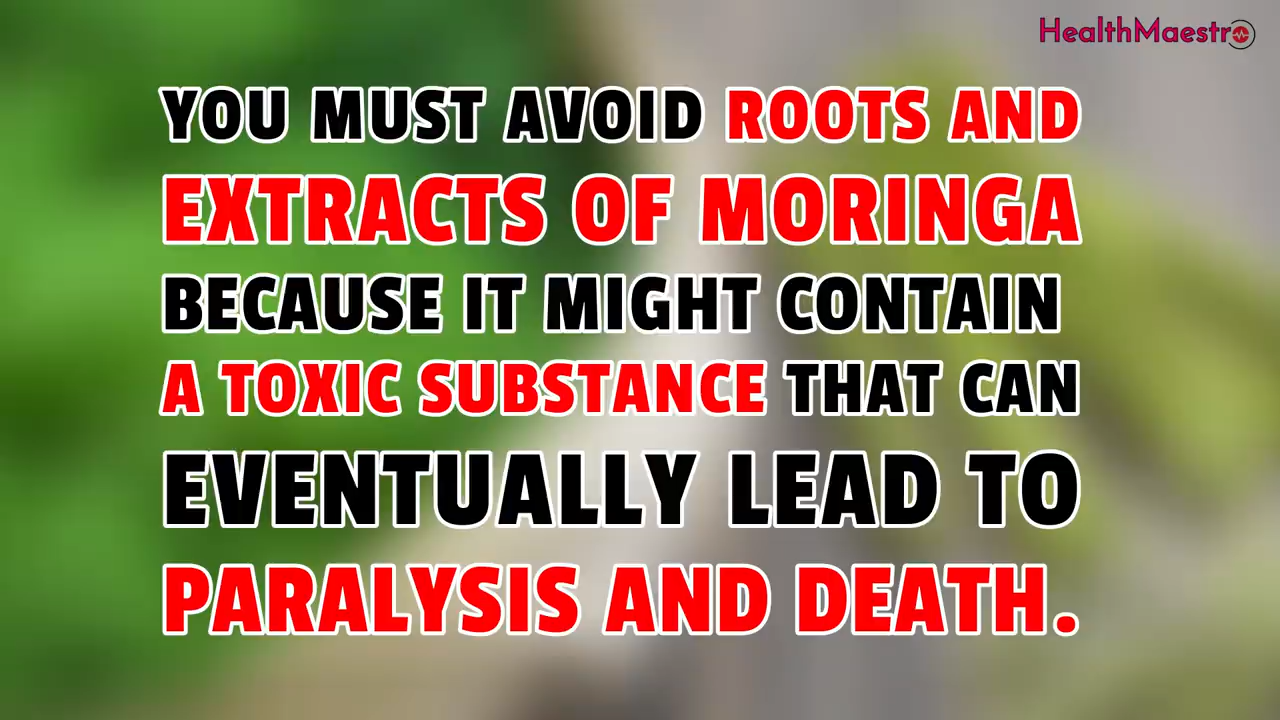 HealthMaestro
YOU MUST AVOID ROOTS AND
EXTRACTS OF MORINGA
BECAUSE IT MIGHT CONTAIN
A TOXIC SUBSTANCE THAT CAN
EVENTUALLY LEAD TO
PARALYSIS AND DEATH.